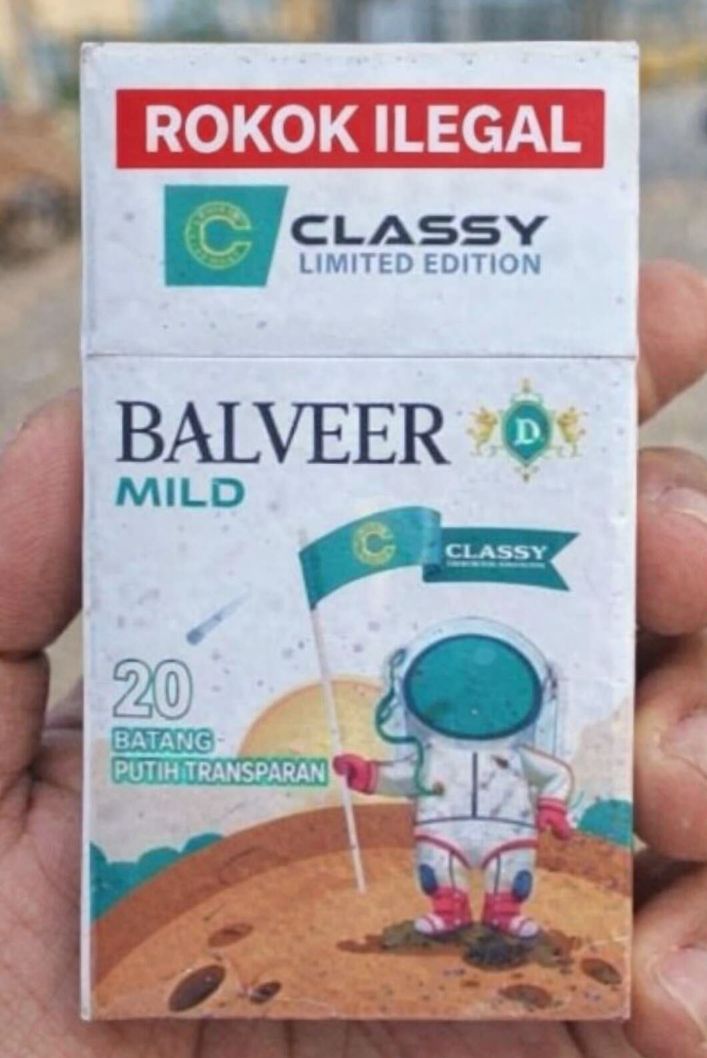 ROKOK ILEGAL
C
CLASSY
LIMITED EDITION
BALVEER
D
MILD
C
CLASSY
20
BATANG
PUTIH TRANSPARAN